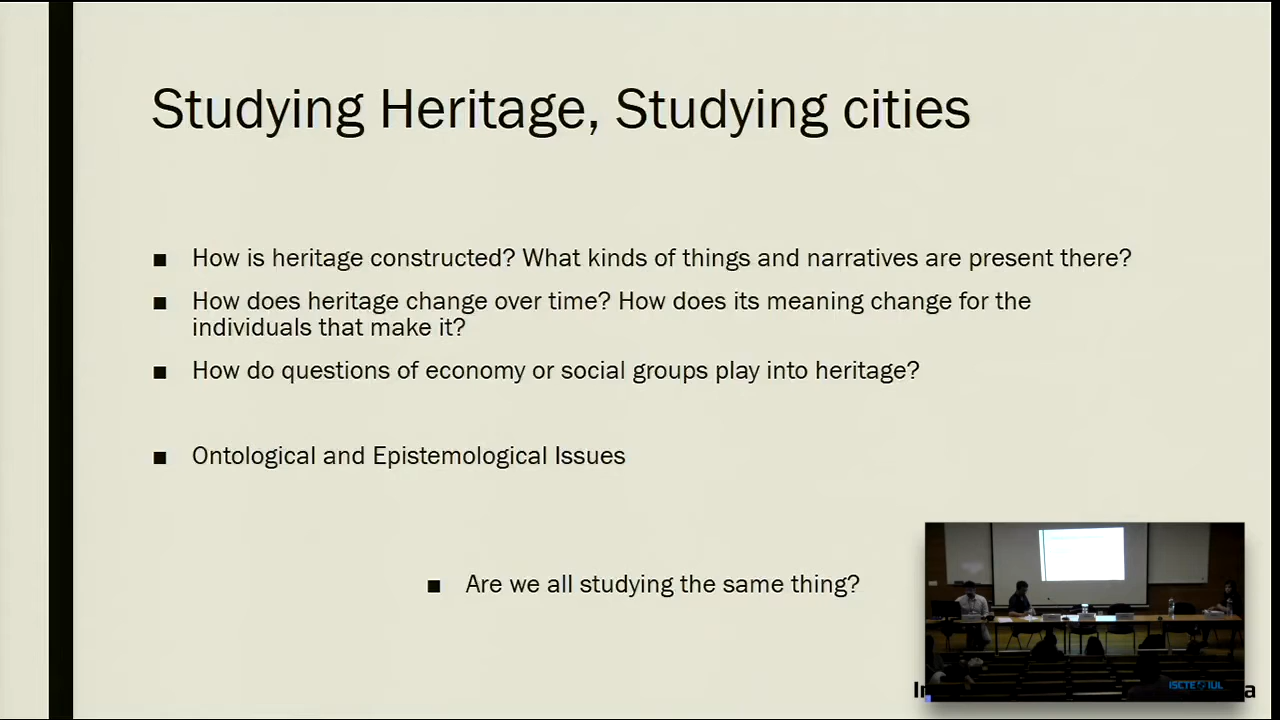 Studying Heritage, Studying cities
■ How is heritage constructed? What kinds of things and narratives are present there?
■ How does heritage change over time? How does its meaning change for the
individuals that make it?
■ How do questions of economy or social groups play into heritage?
■ Ontological and Epistemological Issues
■ Are we all studying the same thing?
ISCTE IUL